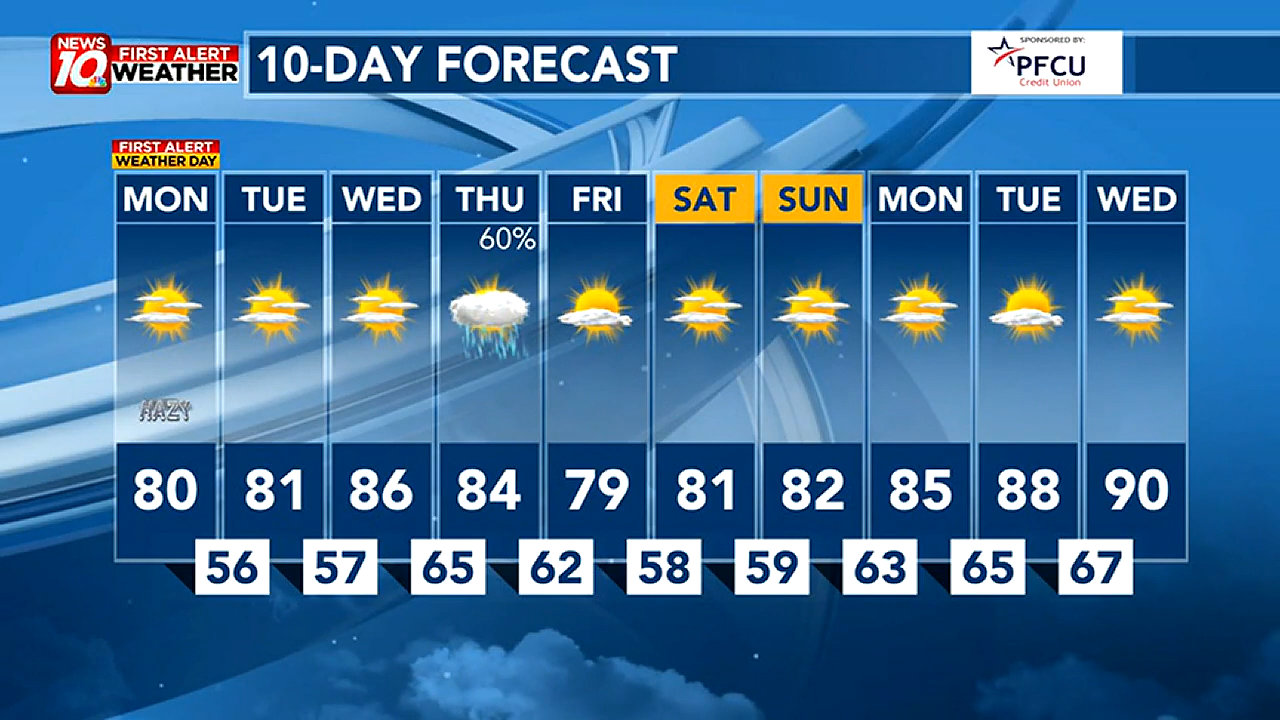 NEWS
10
FIRST ALERT
WEATHER
10-DAY FORECAST
SPONSORED BY:
PFCU
Credit Union
FIRST ALERT
WEATHER DAY
MON TUE WED THU FRI SAT SUN MON TUE WED
60%
HAZY
80 81 86 84 79 81 82 85 88 90
56 57 65 62 58 59 63 65 67